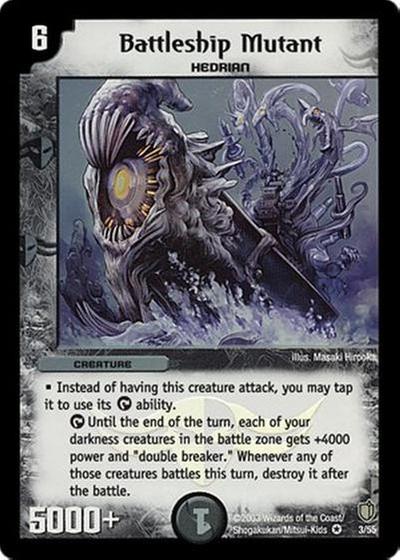 6
Battleship Mutant
HEDRIAN
Illus. Masaki Hirooka
CREATURE
▪ Instead of having this creature attack, you may tap
it to use its ability.
Until the end of the turn, each of your
darkness creatures in the battle zone gets +4000
power and "double breaker." Whenever any of
those creatures battles this turn, destroy it after
the battle.
5000+
1
©2003 Wizards of the Coast/
Shogakukan/Mitsui-Kids
3/55